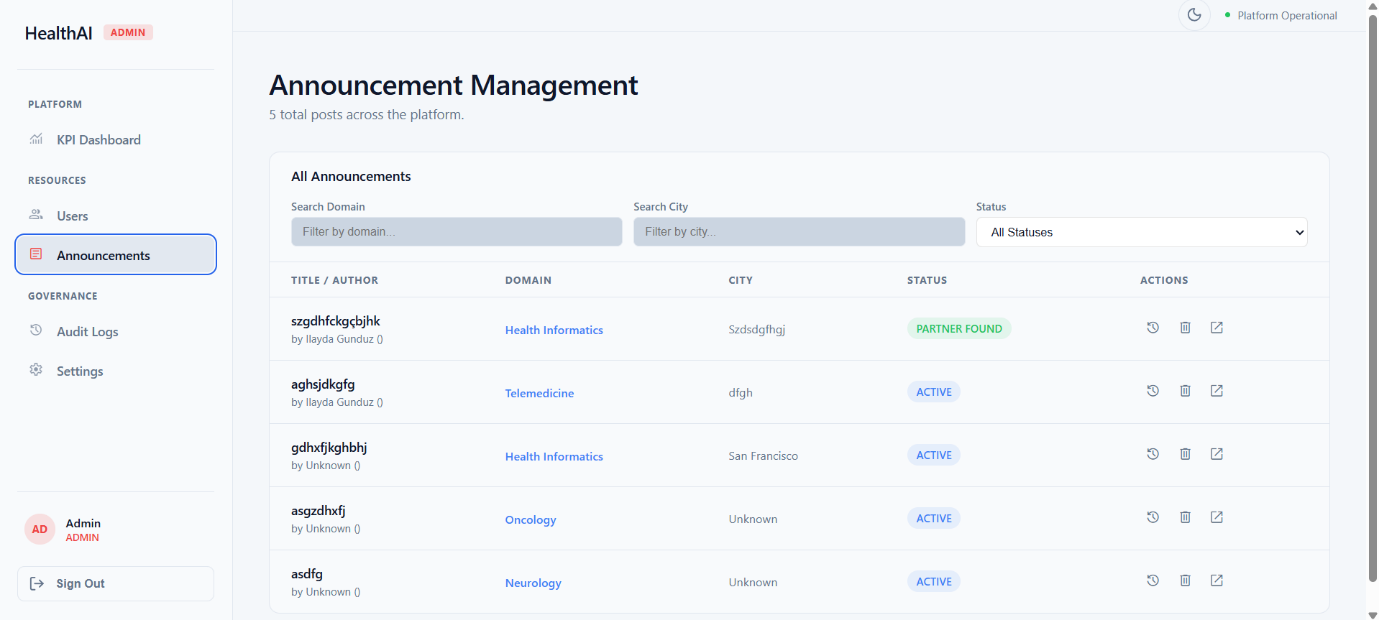 HealthAI ADMIN
Platform Operational
PLATFORM
KPI Dashboard
RESOURCES
Users
Announcements
GOVERNANCE
Audit Logs
Settings
AD Admin
ADMIN
Sign Out
Announcement Management
5 total posts across the platform.
All Announcements
Search Domain Search City Status
Filter by domain... Filter by city... All Statuses
TITLE / AUTHOR DOMAIN CITY STATUS ACTIONS
szgdhfckgçbjhk
by Ilayda Gunduz () Health Informatics Szdsdgfhgj PARTNER FOUND
aghsjdkgfg
by Ilayda Gunduz () Telemedicine dfgh ACTIVE
gdhxfjkghbhj
by Unknown () Health Informatics San Francisco ACTIVE
asgzdhxfj
by Unknown () Oncology Unknown ACTIVE
asdfg
by Unknown () Neurology Unknown ACTIVE